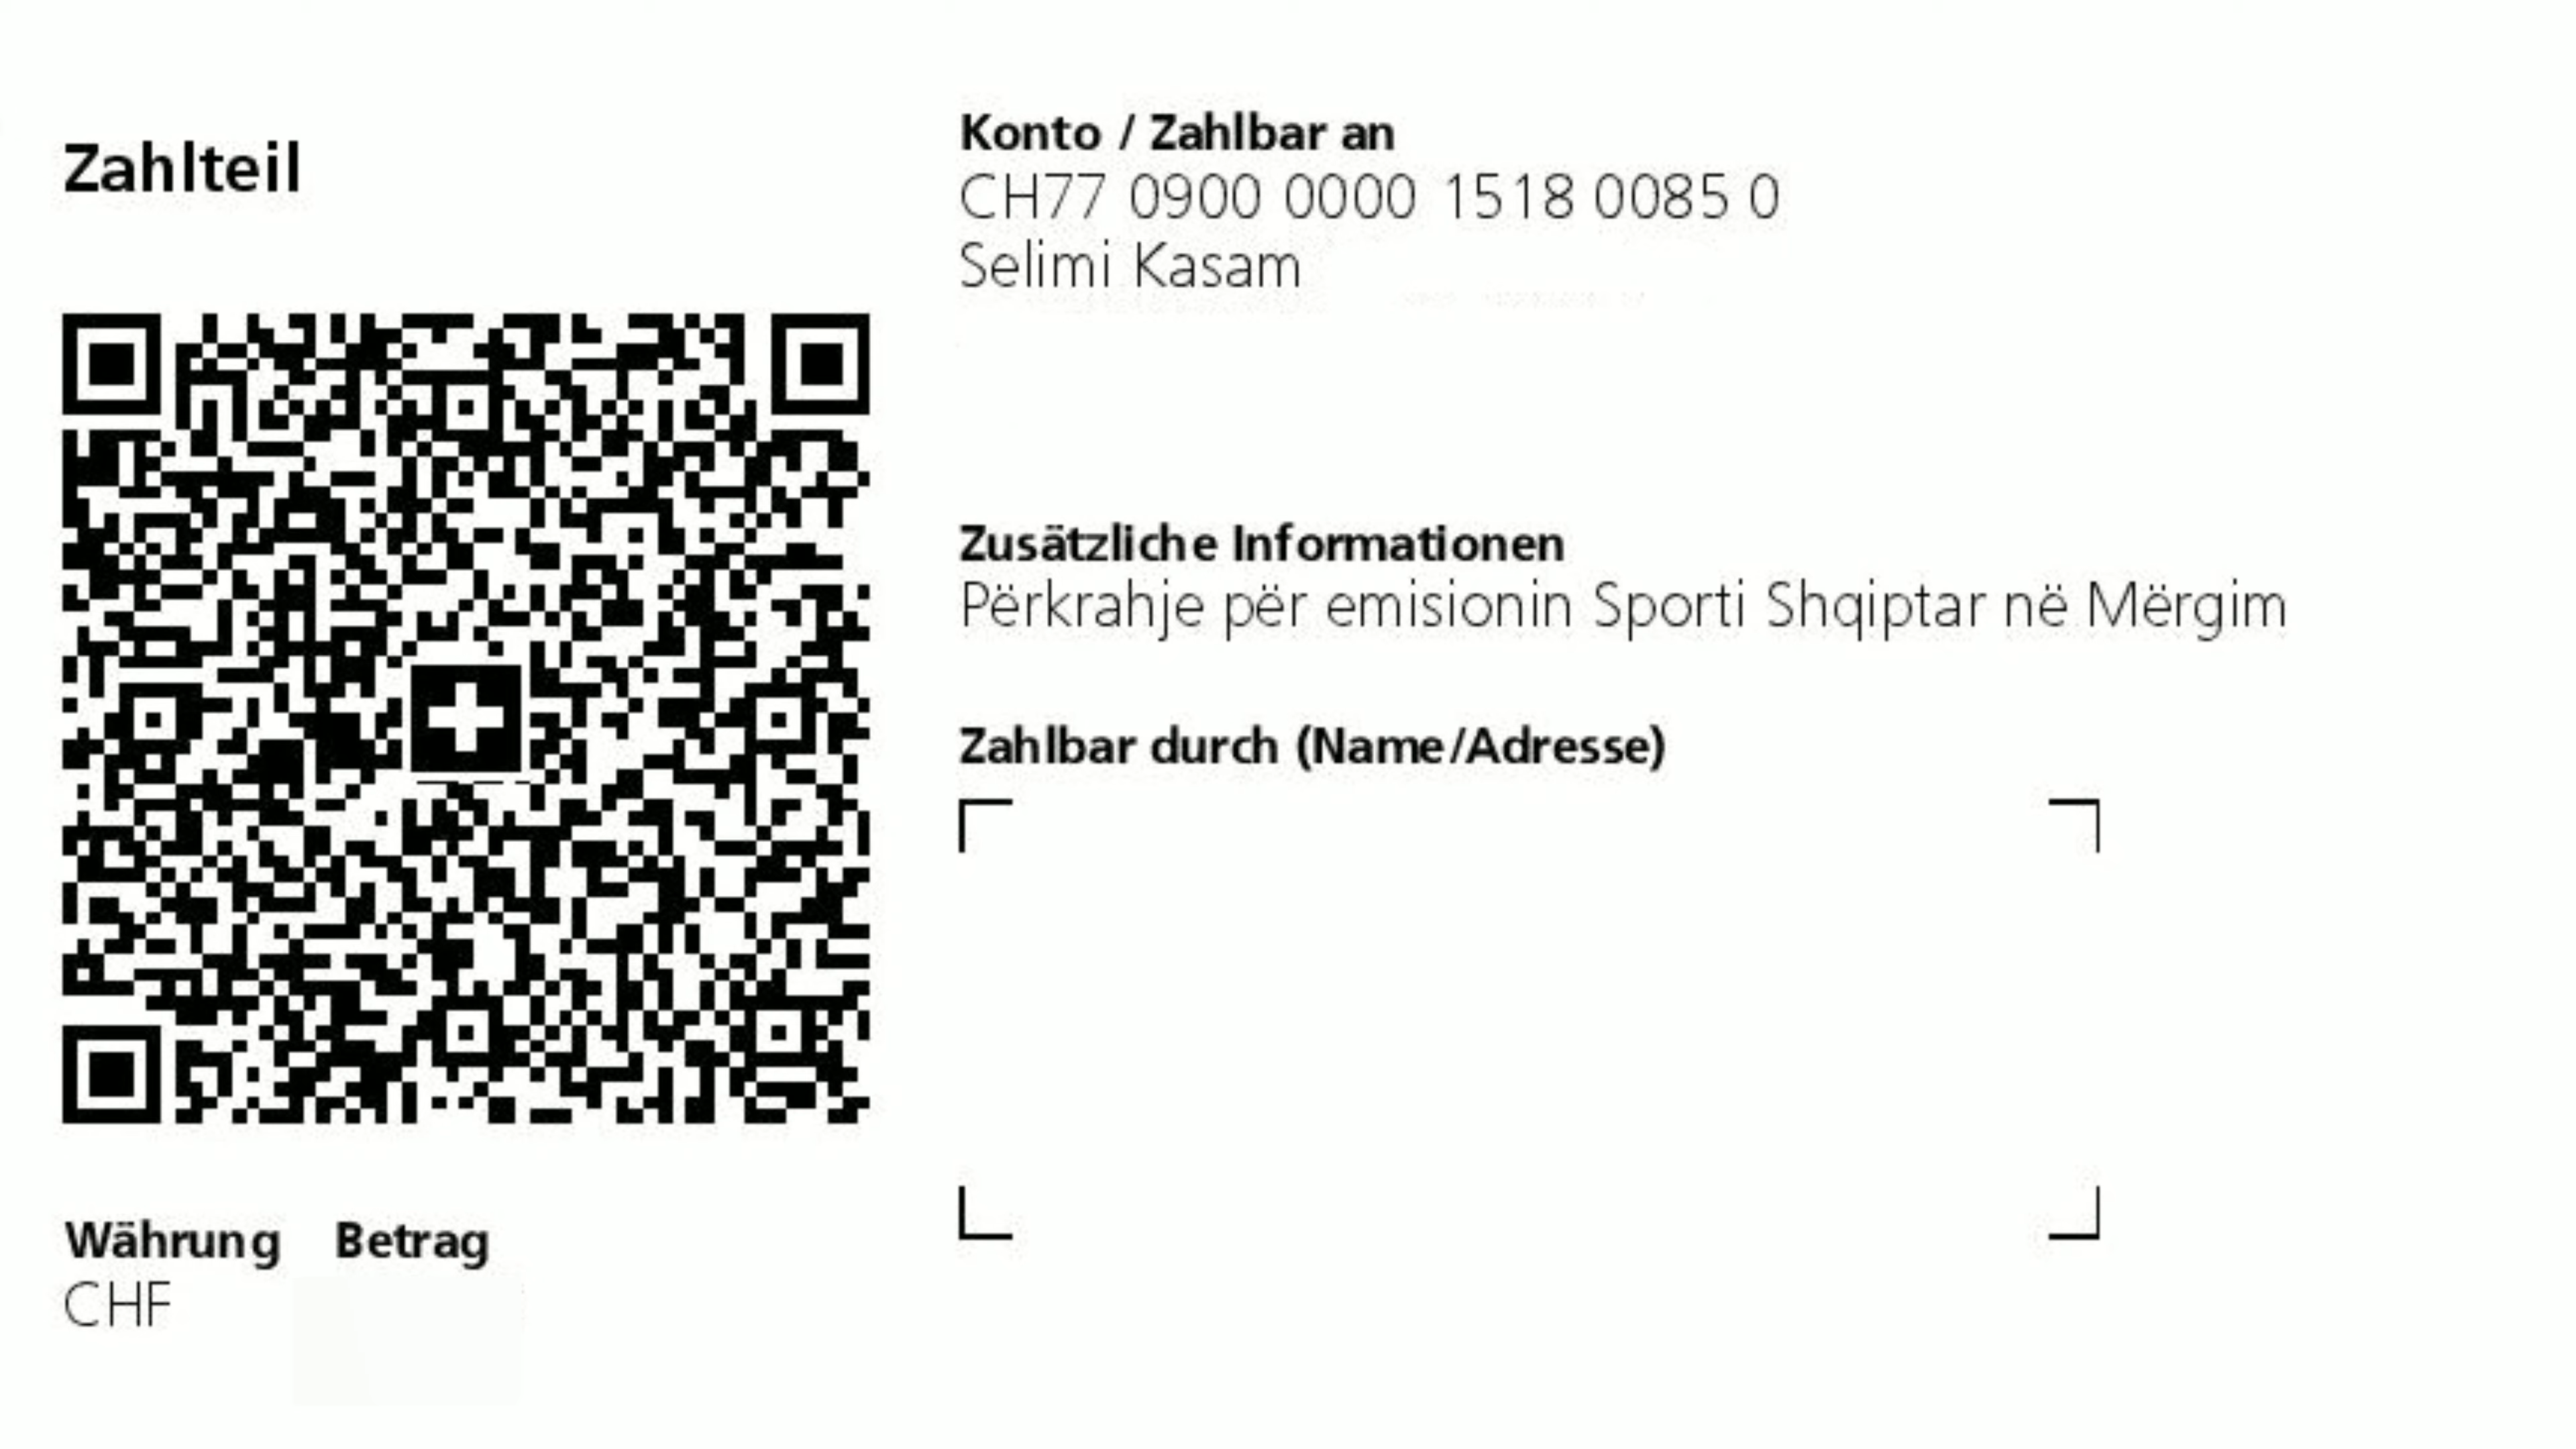 Zahlteil
Konto / Zahlbar an
CH77 0900 0000 1518 0085 0
Selimi Kasam
Zusätzliche Informationen
Përkrahje për emisionin Sporti Shqiptar në Mërgim
Zahlbar durch (Name/Adresse)
Währung Betrag
CHF